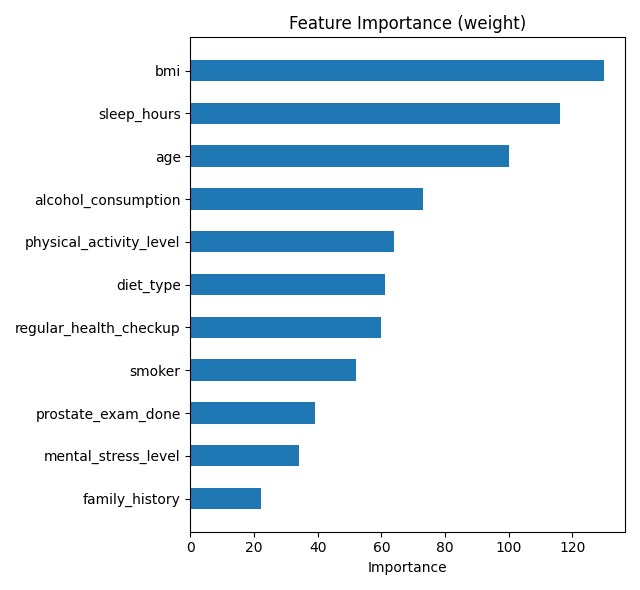 Feature Importance (weight)
bmi
sleep_hours
age
alcohol_consumption
physical_activity_level
diet_type
regular_health_checkup
smoker
prostate_exam_done
mental_stress_level
family_history
0 20 40 60 80 100 120
Importance